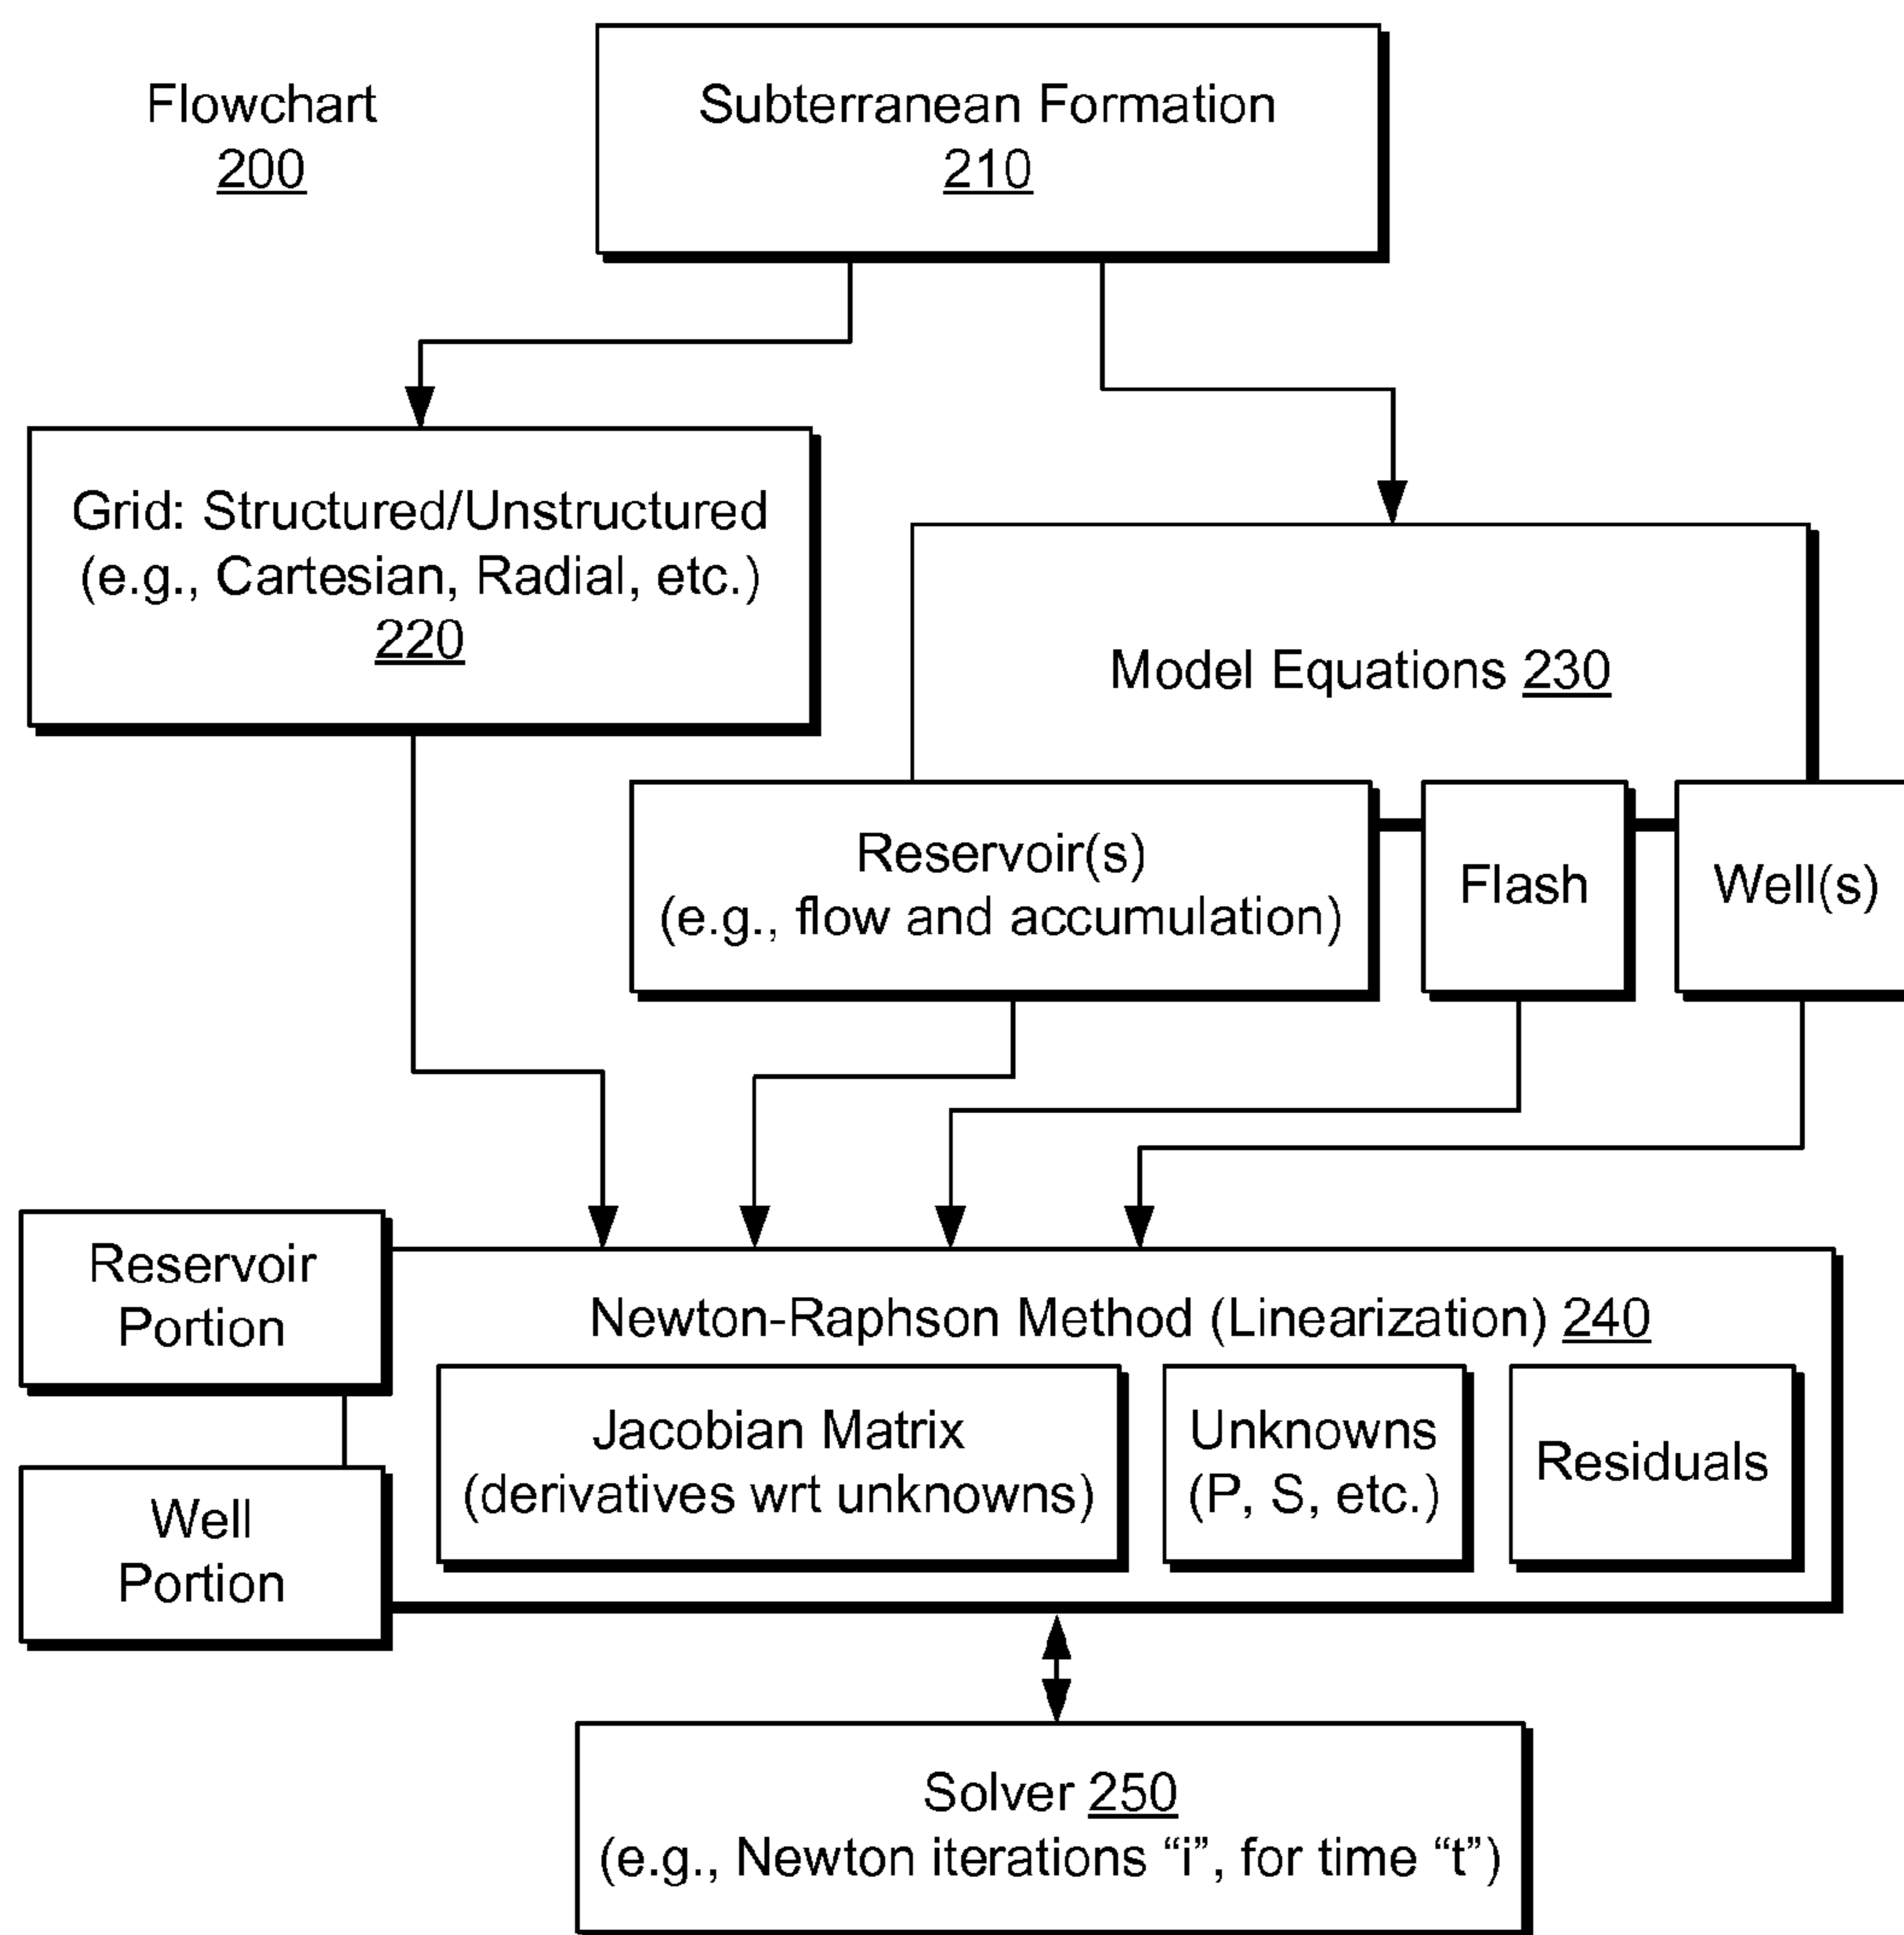 Flowchart
200
Subterranean Formation
210
Grid: Structured/Unstructured
(e.g., Cartesian, Radial, etc.)
220
Model Equations 230
Reservoir(s)
(e.g., flow and accumulation)
Flash
Well(s)
Reservoir
Portion
Well
Portion
Newton-Raphson Method (Linearization) 240
Jacobian Matrix
(derivatives wrt unknowns)
Unknowns
(P, S, etc.)
Residuals
Solver 250
(e.g., Newton iterations “i”, for time “t”)